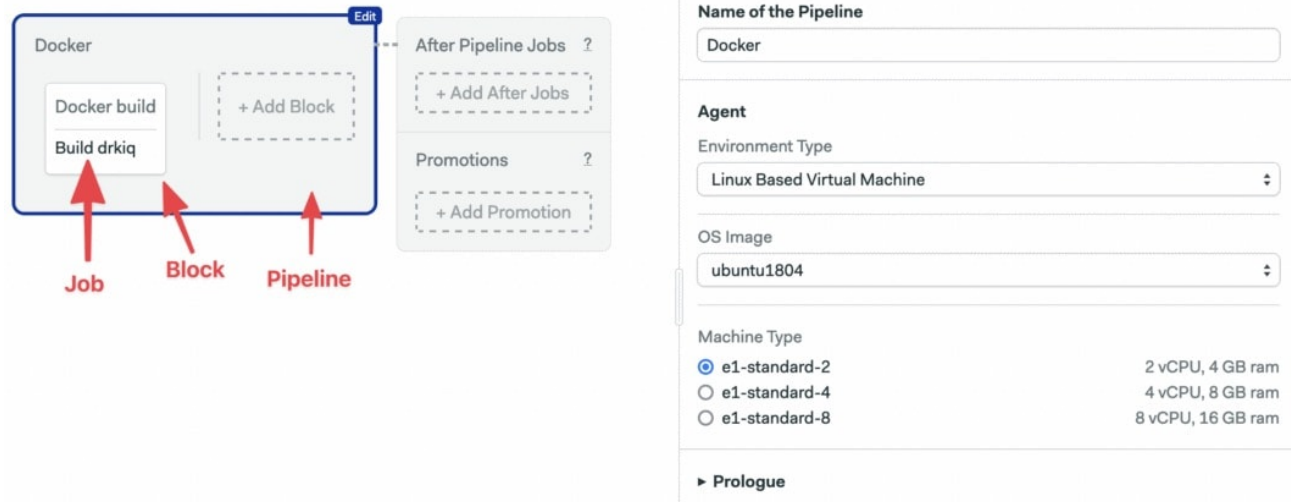 Edit
Docker
Docker build
Build drkiq
+ Add Block
After Pipeline Jobs ?
+ Add After Jobs
Promotions ?
+ Add Promotion
Job
Block
Pipeline
Name of the Pipeline
Docker
Agent
Environment Type
Linux Based Virtual Machine
OS Image
ubuntu1804
Machine Type
e1-standard-2 2 vCPU, 4 GB ram
e1-standard-4 4 vCPU, 8 GB ram
e1-standard-8 8 vCPU, 16 GB ram
Prologue